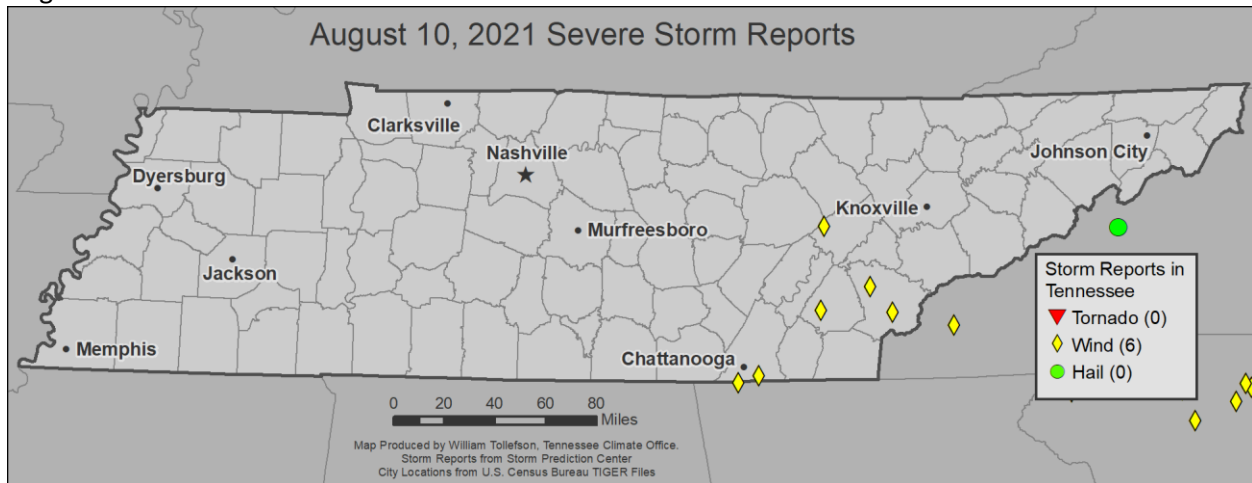 August 10, 2021 Severe Storm Reports
Clarksville
Nashville
Johnson City
Dyersburg
Knoxville
Murfreesboro
Jackson
Storm Reports in
Tennessee
Tornado (0)
Wind (6)
Hail (0)
Memphis
Chattanooga
0 20 40 60 80
Miles
Map Produced by William Tollefson, Tennessee Climate Office.
Storm Reports from Storm Prediction Center
City Locations from U.S. Census Bureau TIGER Files